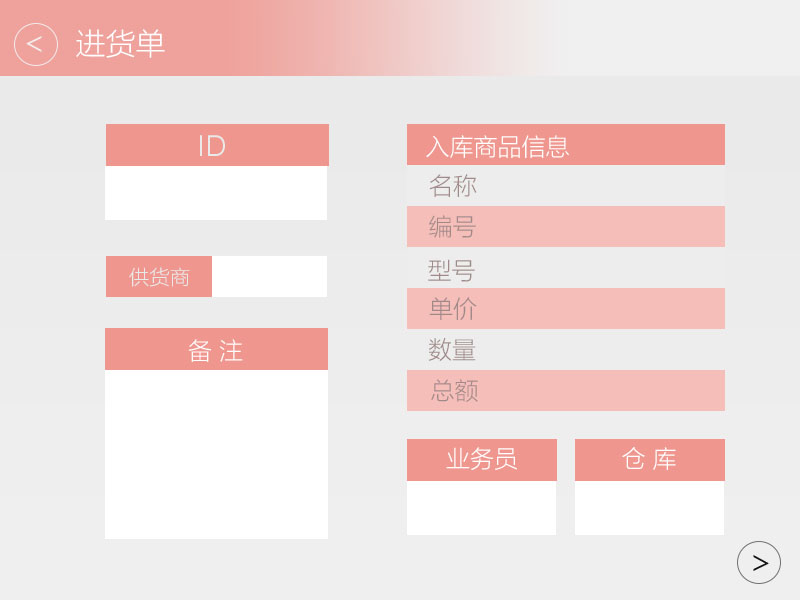 < 进货单
ID
供货商
备 注
入库商品信息
名称
编号
型号
单价
数量
总额
业务员
仓 库
>